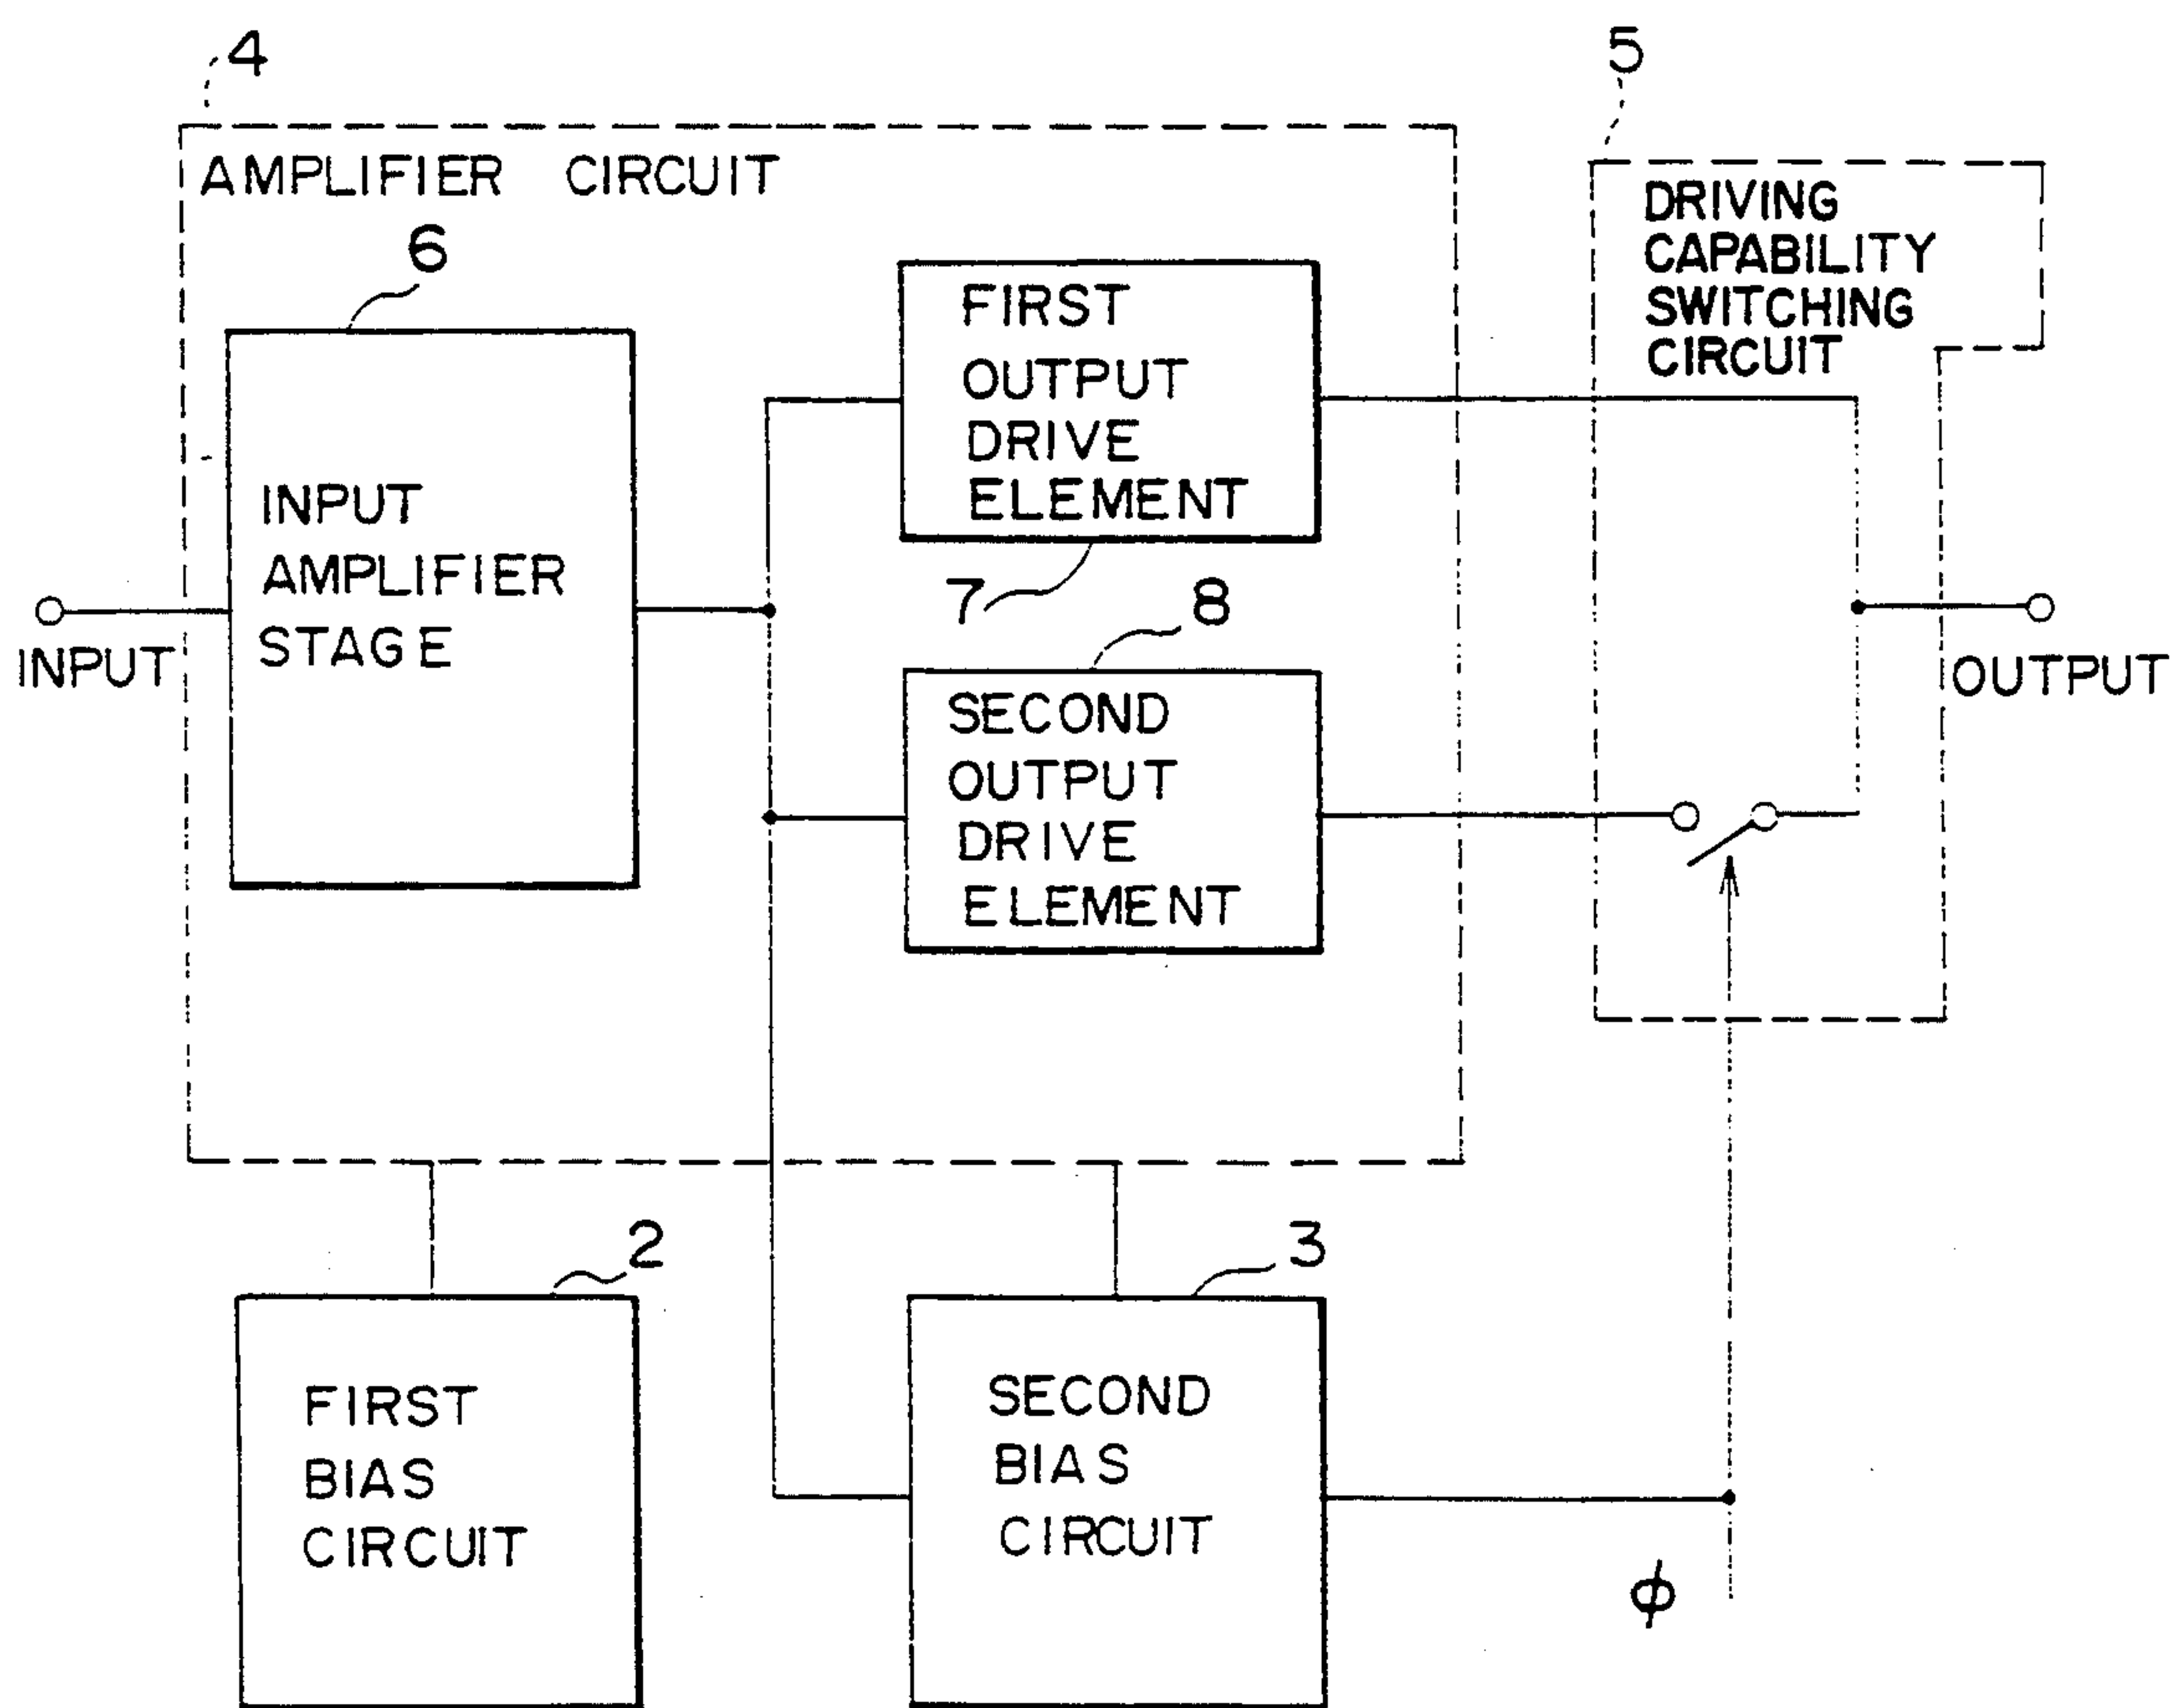 4
5
AMPLIFIER CIRCUIT
DRIVING
CAPABILITY
SWITCHING
CIRCUIT
6
FIRST
OUTPUT
DRIVE
ELEMENT
INPUT
AMPLIFIER
STAGE
7
8
INPUT
OUTPUT
SECOND
OUTPUT
DRIVE
ELEMENT
2
3
FIRST
BIAS
CIRCUIT
SECOND
BIAS
CIRCUIT
ϕ